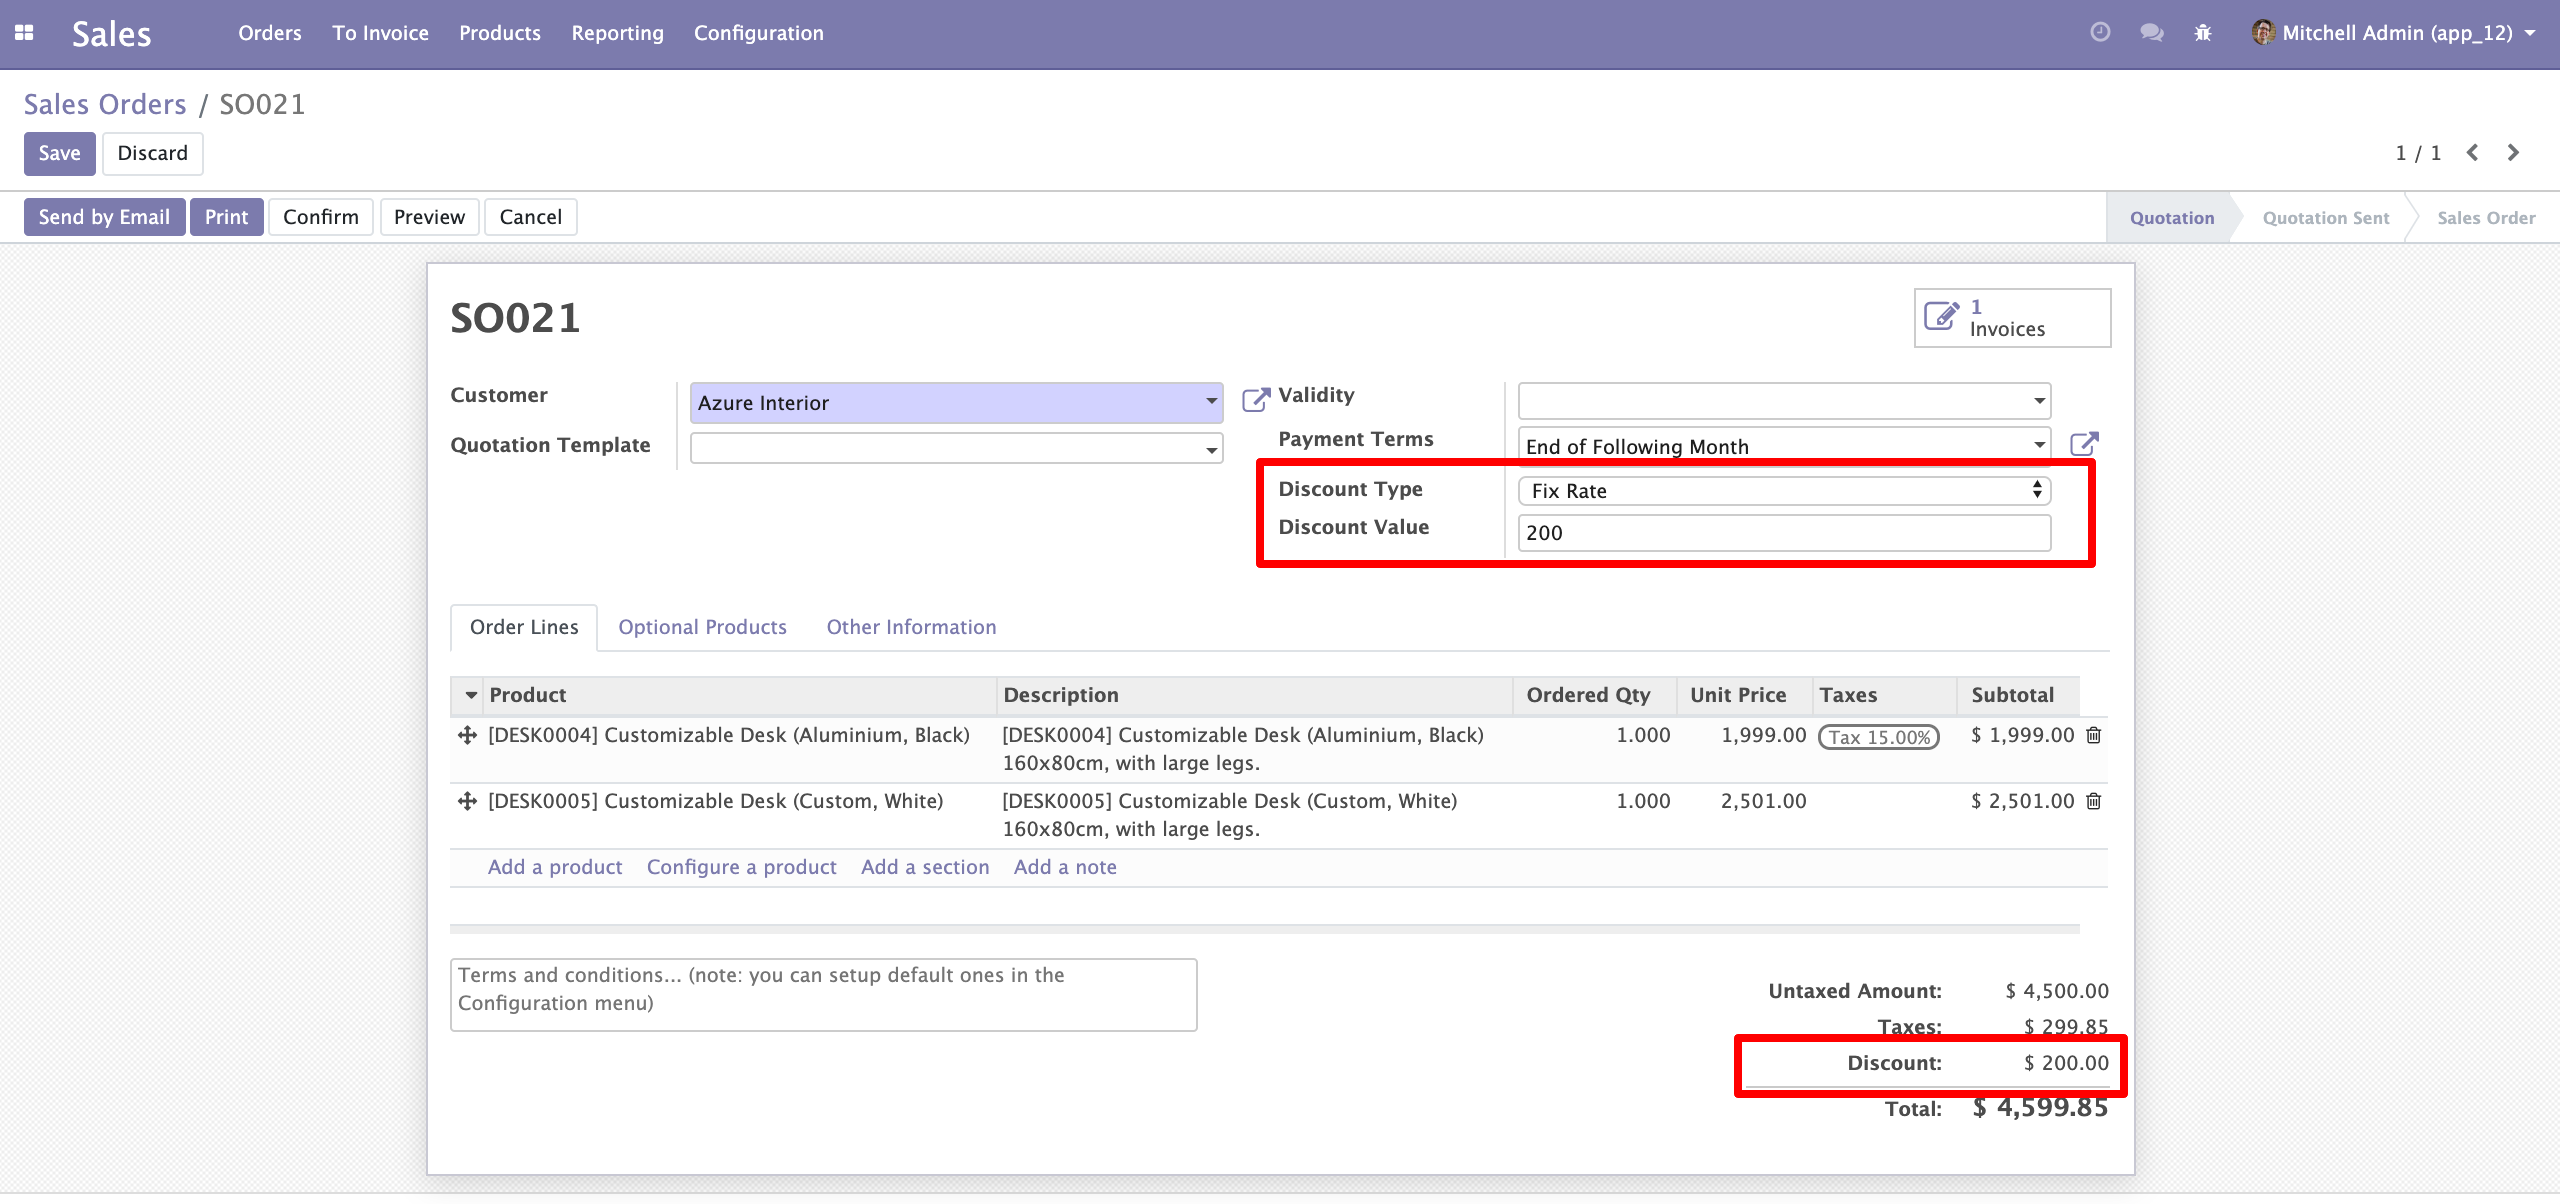 Sales Orders To Invoice Products Reporting Configuration Mitchell Admin (app_12)
Sales Orders / SO021
Save Discard 1 / 1
Send by Email Print Confirm Preview Cancel Quotation Quotation Sent Sales Order
SO021
1
Invoices
Customer Azure Interior
Quotation Template
Validity
Payment Terms End of Following Month
Discount Type Fix Rate
Discount Value 200
Order Lines Optional Products Other Information
Product Description Ordered Qty Unit Price Taxes Subtotal
[DESK0004] Customizable Desk (Aluminium, Black) [DESK0004] Customizable Desk (Aluminium, Black) 1.000 1,999.00 Tax 15.00% $ 1,999.00
160x80cm, with large legs.
[DESK0005] Customizable Desk (Custom, White) [DESK0005] Customizable Desk (Custom, White) 1.000 2,501.00 $ 2,501.00
160x80cm, with large legs.
Add a product Configure a product Add a section Add a note
Terms and conditions... (note: you can setup default ones in the
Configuration menu)
Untaxed Amount: $ 4,500.00
Taxes: $ 299.85
Discount: $ 200.00
Total: $ 4,599.85